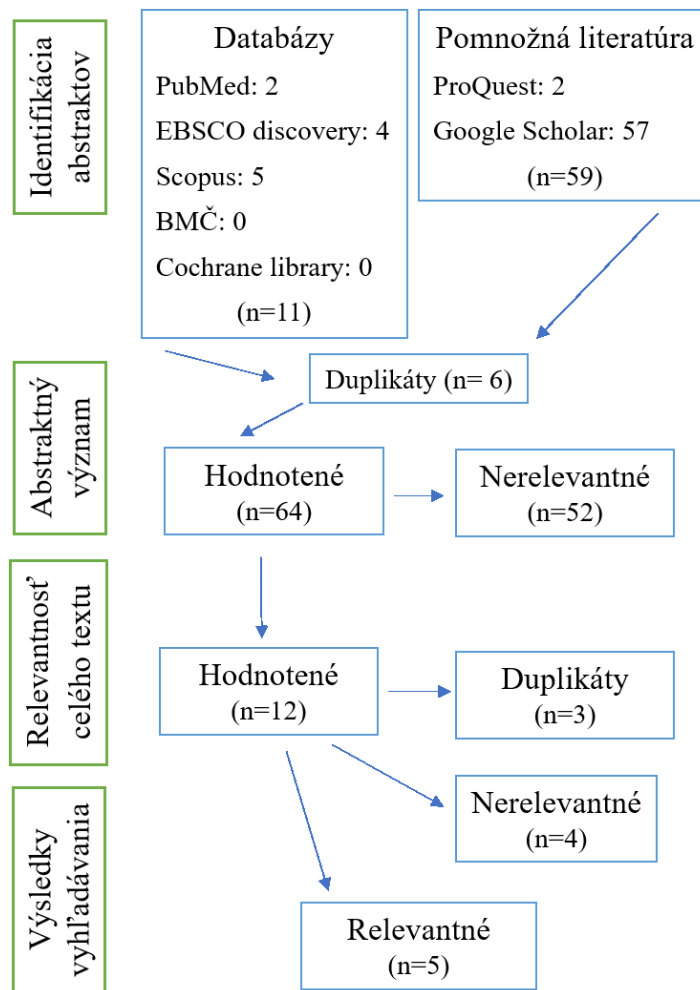 Identifikácia
abstraktov
Databázy
PubMed: 2
EBSCO discovery: 4
Scopus: 5
BMČ: 0
Cochrane library: 0
(n=11)
Pomnožná literatúra
ProQuest: 2
Google Scholar: 57
(n=59)
Duplikáty (n= 6)
Abstraktný
význam
Hodnotené
(n=64)
Nerelevantné
(n=52)
Relevantnosť
celého textu
Hodnotené
(n=12)
Duplikáty
(n=3)
Nerelevantné
(n=4)
Výsledky
vyhľadávania
Relevantné
(n=5)